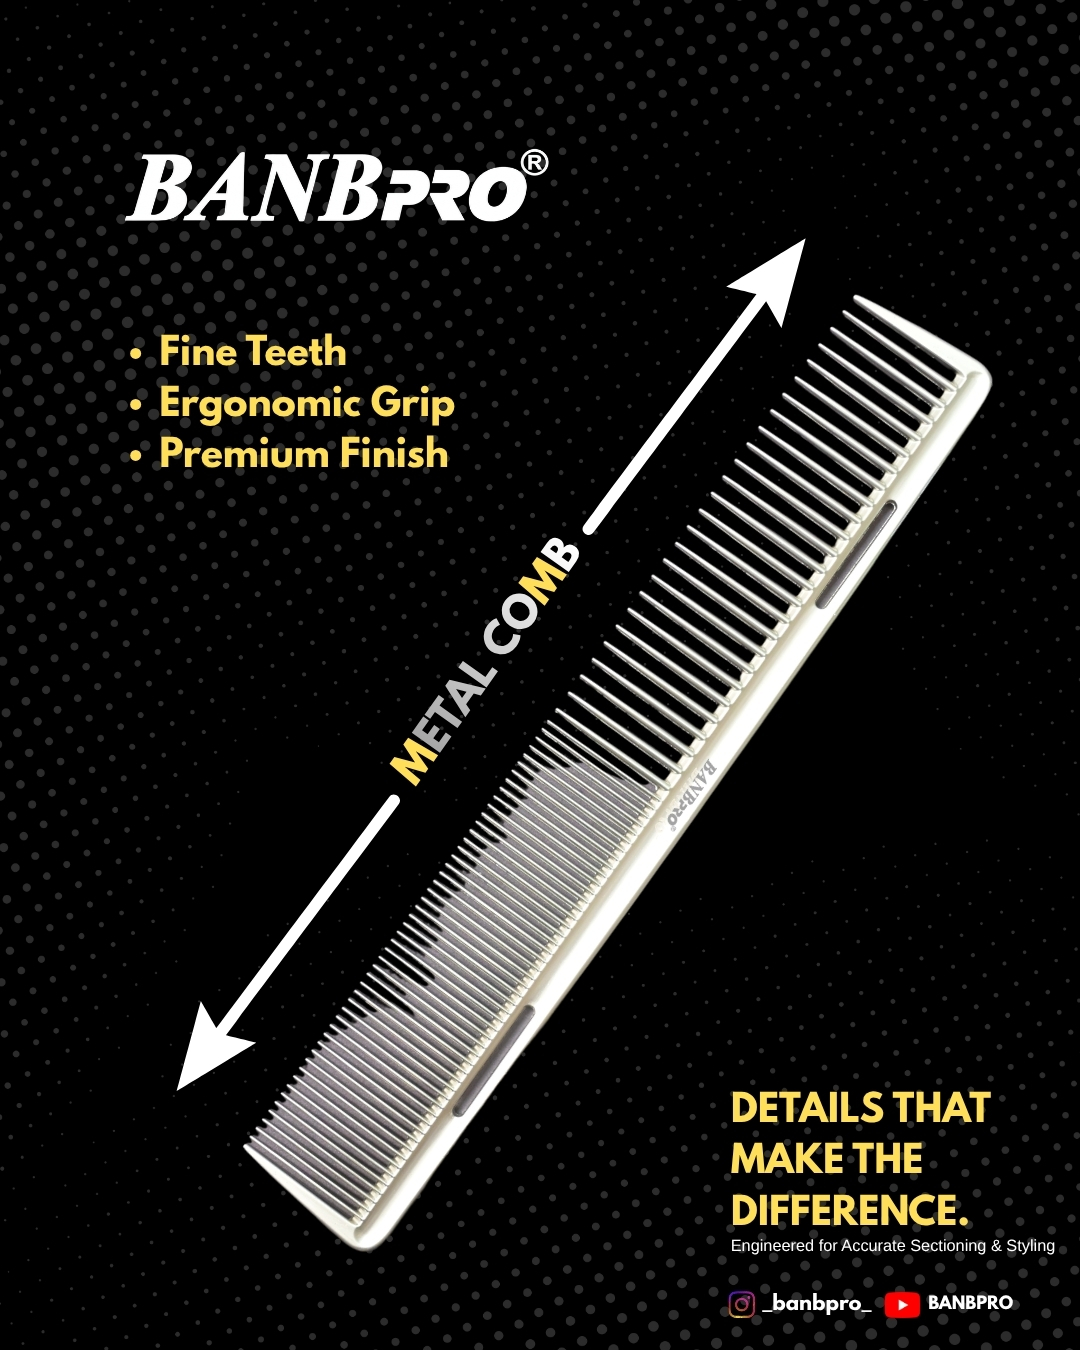 BANBPRO®
• Fine Teeth
• Ergonomic Grip
• Premium Finish
METAL COMB
BANBPRO®
DETAILS THAT
MAKE THE
DIFFERENCE.
Engineered for Accurate Sectioning & Styling
_banbpro_ BANBPRO